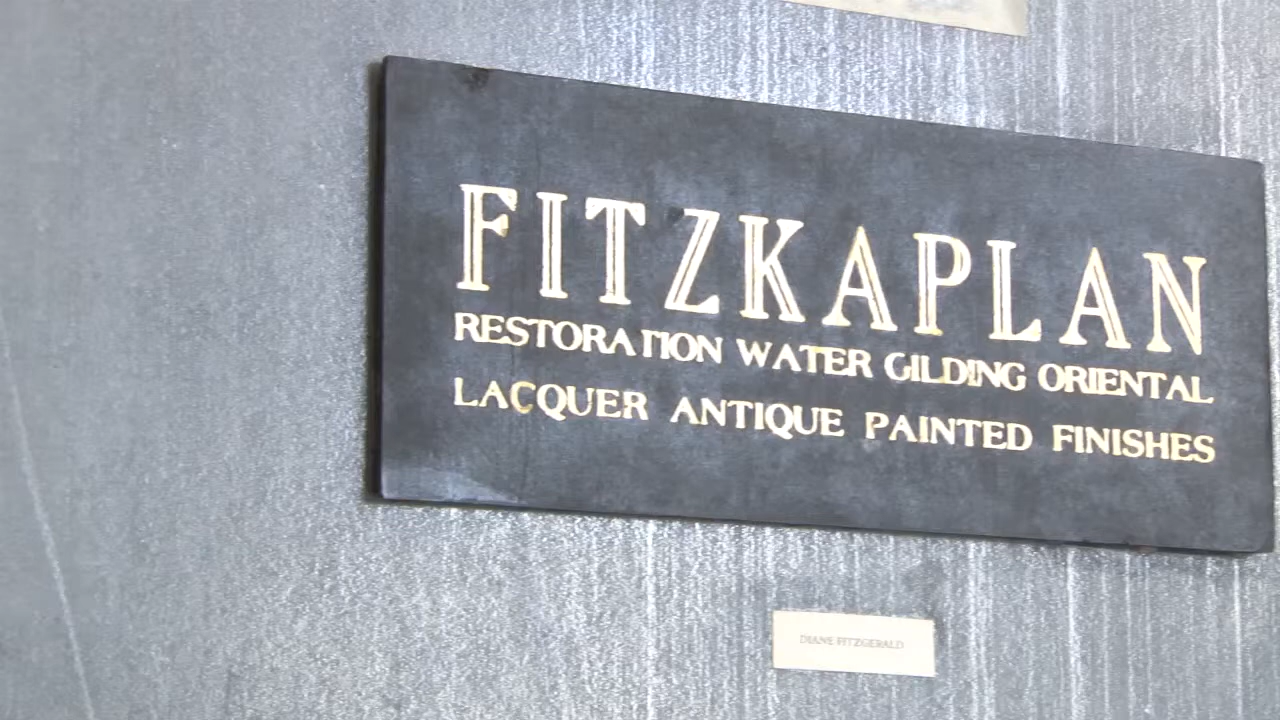 FITZKAPLAN
RESTORATION WATER GILDING ORIENTAL
LACQUER ANTIQUE PAINTED FINISHES
DIANE FITZGERALD